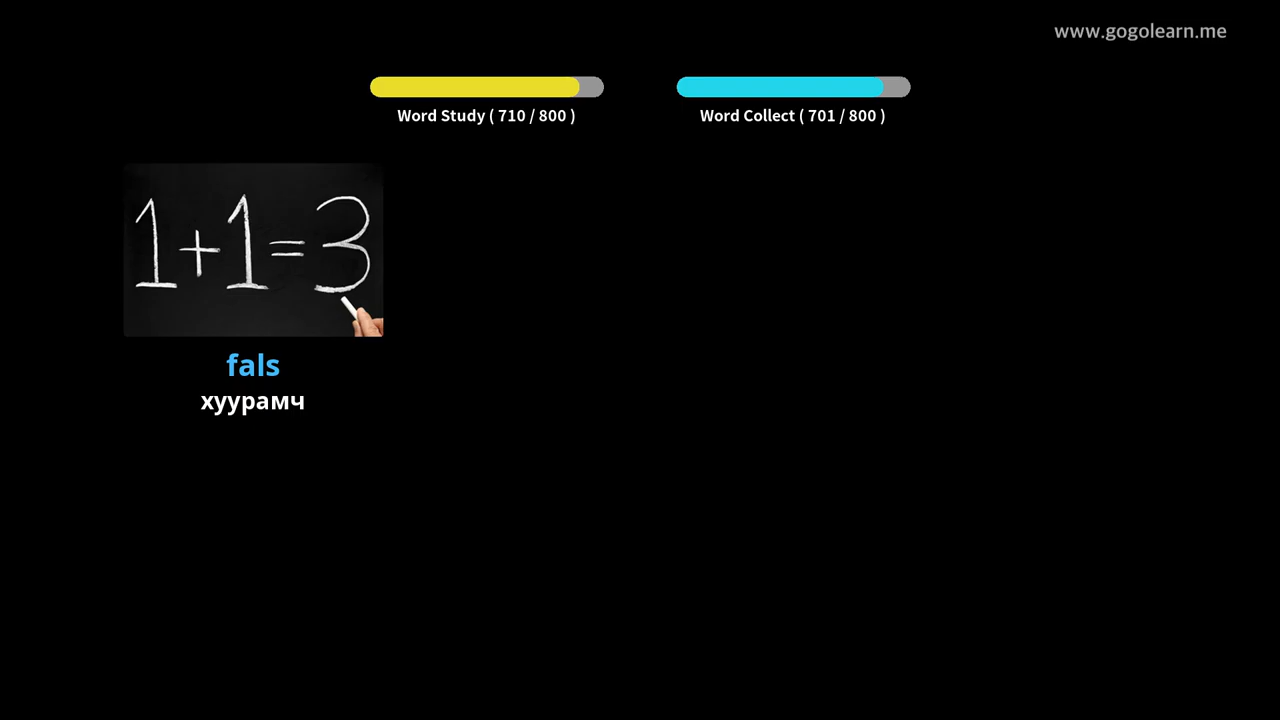 www.gogolearn.me
Word Study ( 710 / 800 )
Word Collect ( 701 / 800 )
1+1=3
fals
хуурамч